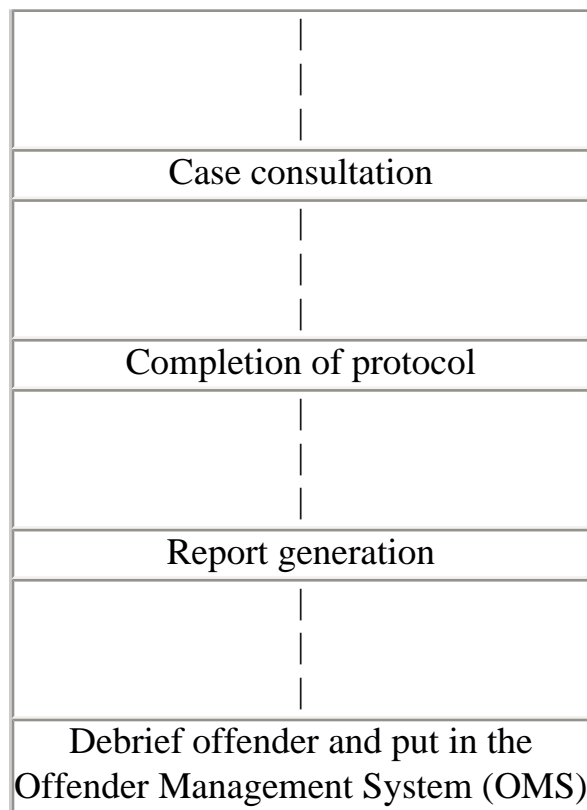 |
|
|
Case consultation
|
|
|
Completion of protocol
|
|
|
Report generation
|
|
|
Debrief offender and put in the
Offender Management System (OMS)